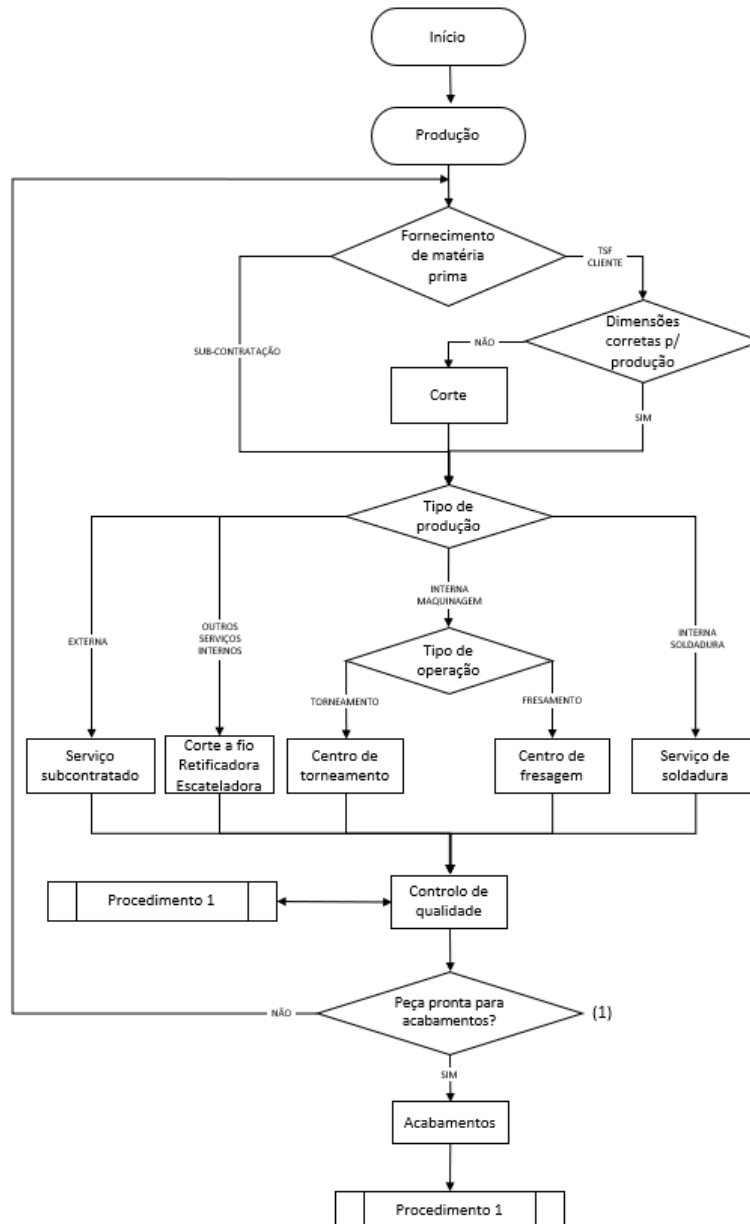 Início
Produção
Fornecimento
de matéria
prima
TSF
CLIENTE
Dimensões
corretas p/
produção
SUB-CONTRATAÇÃO
NÃO
Corte
SIM
Tipo de
produção
INTERNA
MAQUINAGEM
EXTERNA
OUTROS
SERVIÇOS
INTERNOS
INTERNA
SOLDADURA
Tipo de
operação
TORNEAMENTO
FRESAMENTO
Serviço
subcontratado
Corte a fio
Retificadora
Escateladora
Centro de
torneamento
Centro de
fresagem
Serviço de
soldadura
Procedimento 1
Controlo de
qualidade
Peça pronta para
acabamentos?
(1)
NÃO
SIM
Acabamentos
Procedimento 1